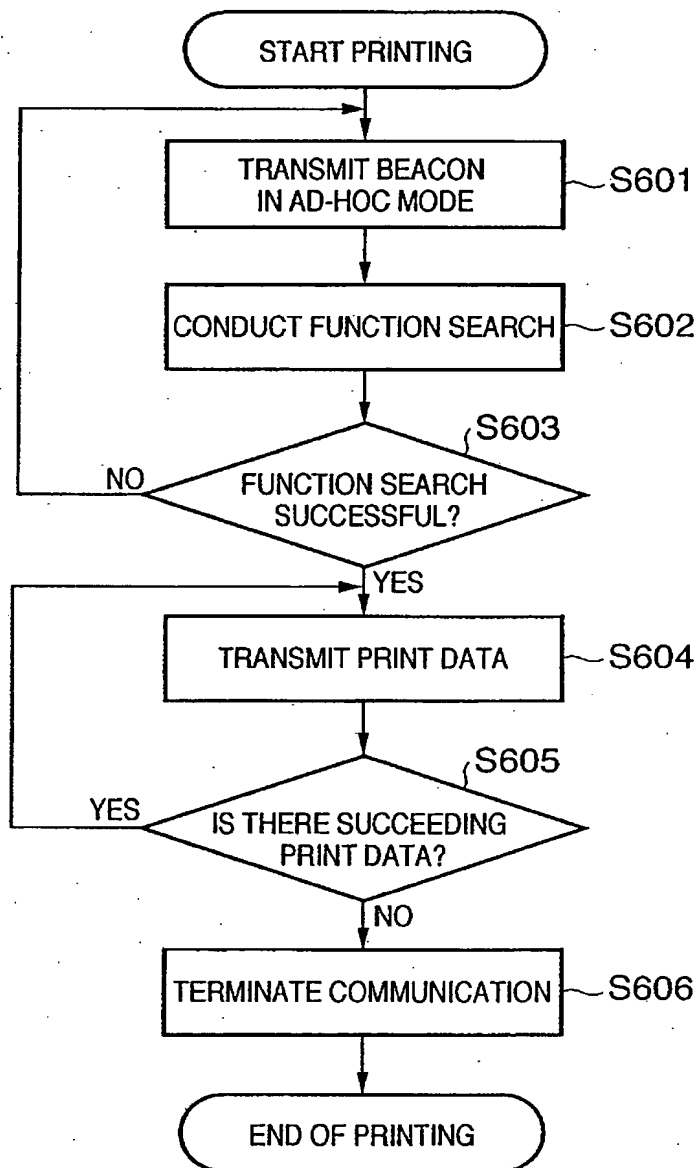 START PRINTING
TRANSMIT BEACON
IN AD-HOC MODE
S601
CONDUCT FUNCTION SEARCH
S602
S603
NO
FUNCTION SEARCH
SUCCESSFUL?
YES
TRANSMIT PRINT DATA
S604
S605
YES
IS THERE SUCCEEDING
PRINT DATA?
NO
TERMINATE COMMUNICATION
S606
END OF PRINTING